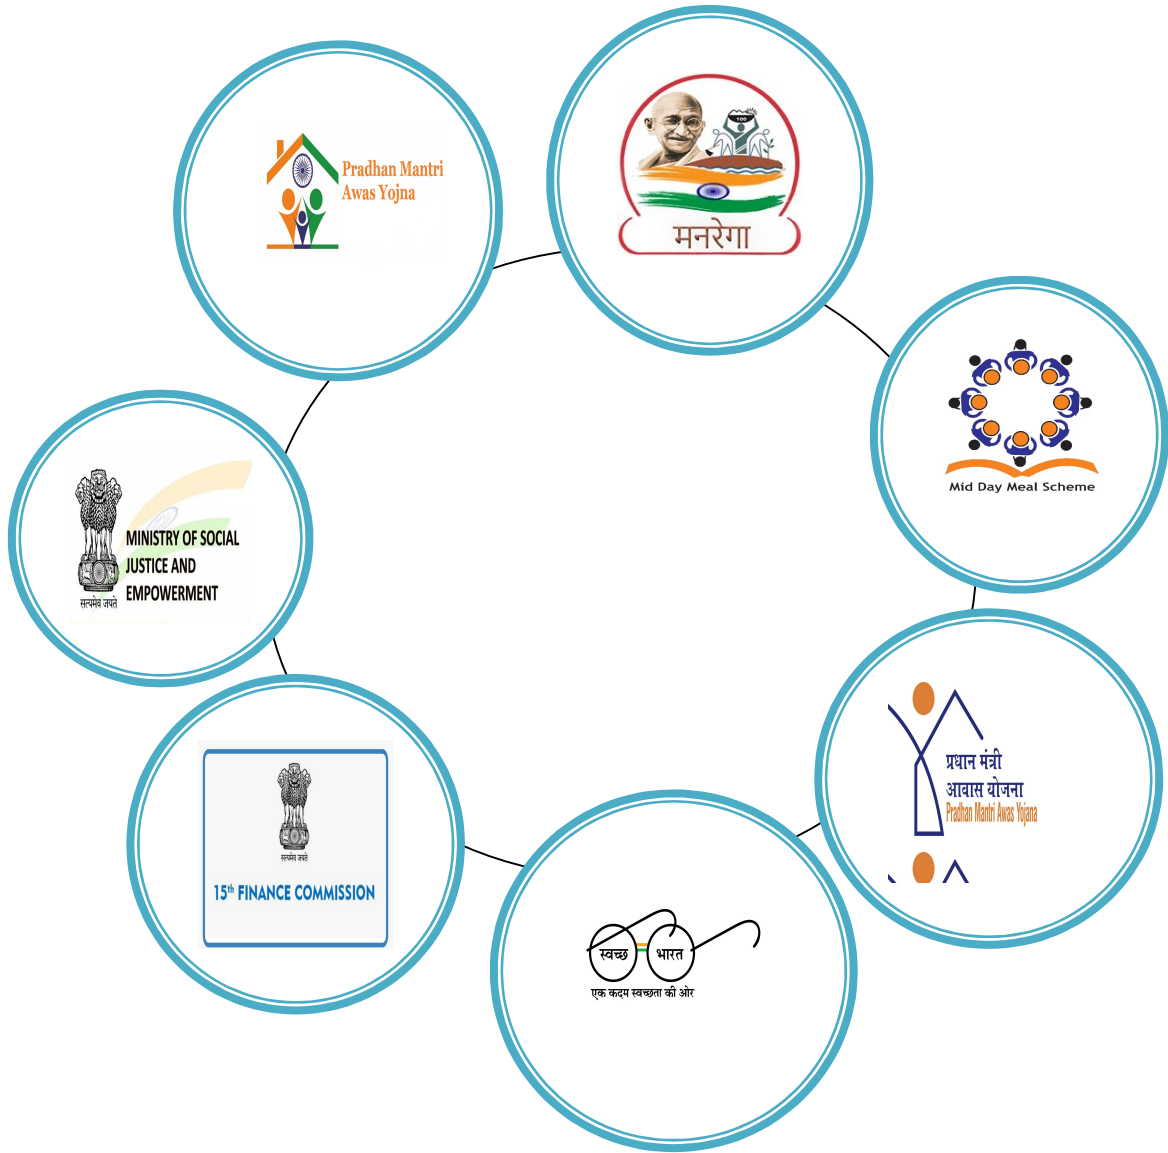 Pradhan Mantri
Awas Yojna
100
मनरेगा
Mid Day Meal Scheme
प्रधान मंत्री
आवास योजना
Pradhan Mantri Awas Yojana
स्वच्छ भारत
एक कदम स्वच्छता की ओर
सत्यमेव जयते
15th FINANCE COMMISSION
MINISTRY OF SOCIAL
JUSTICE AND
EMPOWERMENT
सत्यमेव जयते